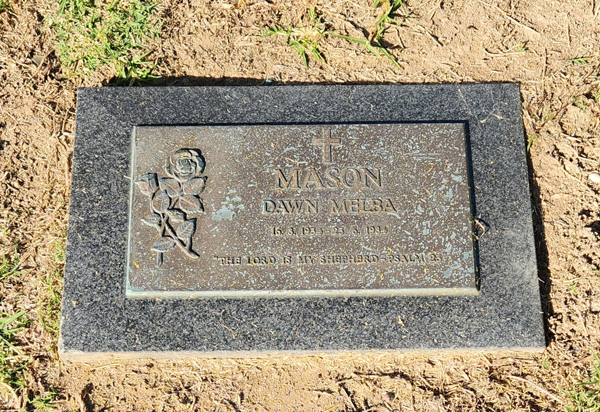 MASON
DAWN MELBA
"THE LORD IS MY SHEPHERD" PSALM 23